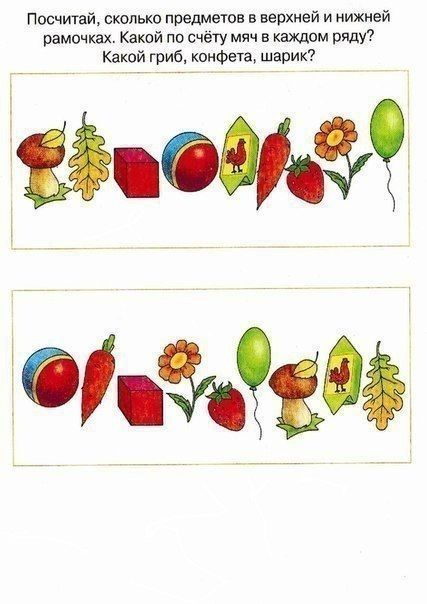 Посчитай, сколько предметов в верхней и нижней
рамочках. Какой по счёту мяч в каждом ряду?
Какой гриб, конфета, шарик?